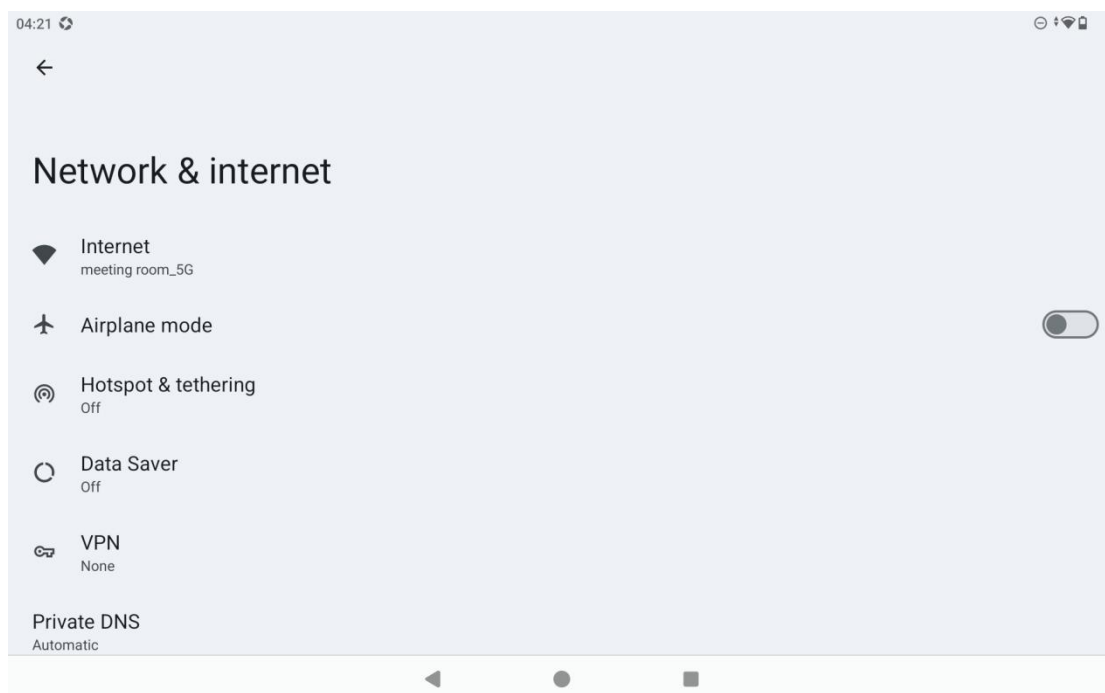 04:21
Network & internet
Internet
meeting room_5G
Airplane mode
Hotspot & tethering
Off
Data Saver
Off
VPN
None
Private DNS
Automatic